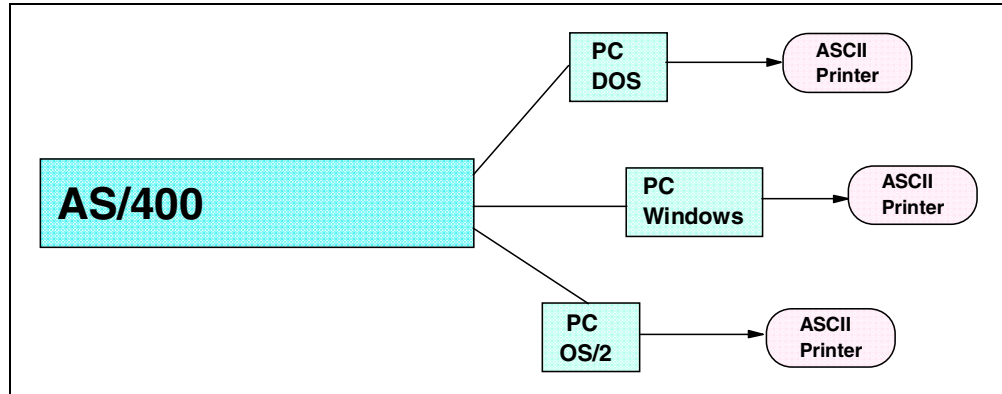 PC
DOS
ASCII
Printer
AS/400
PC
Windows
ASCII
Printer
PC
OS/2
ASCII
Printer